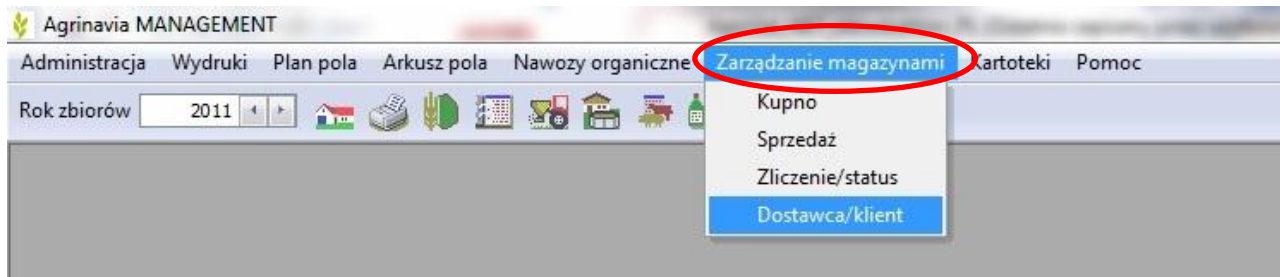 Agrinavia MANAGEMENT
Administracja Wydruki Plan pola Arkusz pola Nawozy organiczne Zarządzanie magazynami Kartoteki Pomoc
Rok zbiorów 2011
Kupno
Sprzedaż
Zliczenie/status
Dostawca/klient